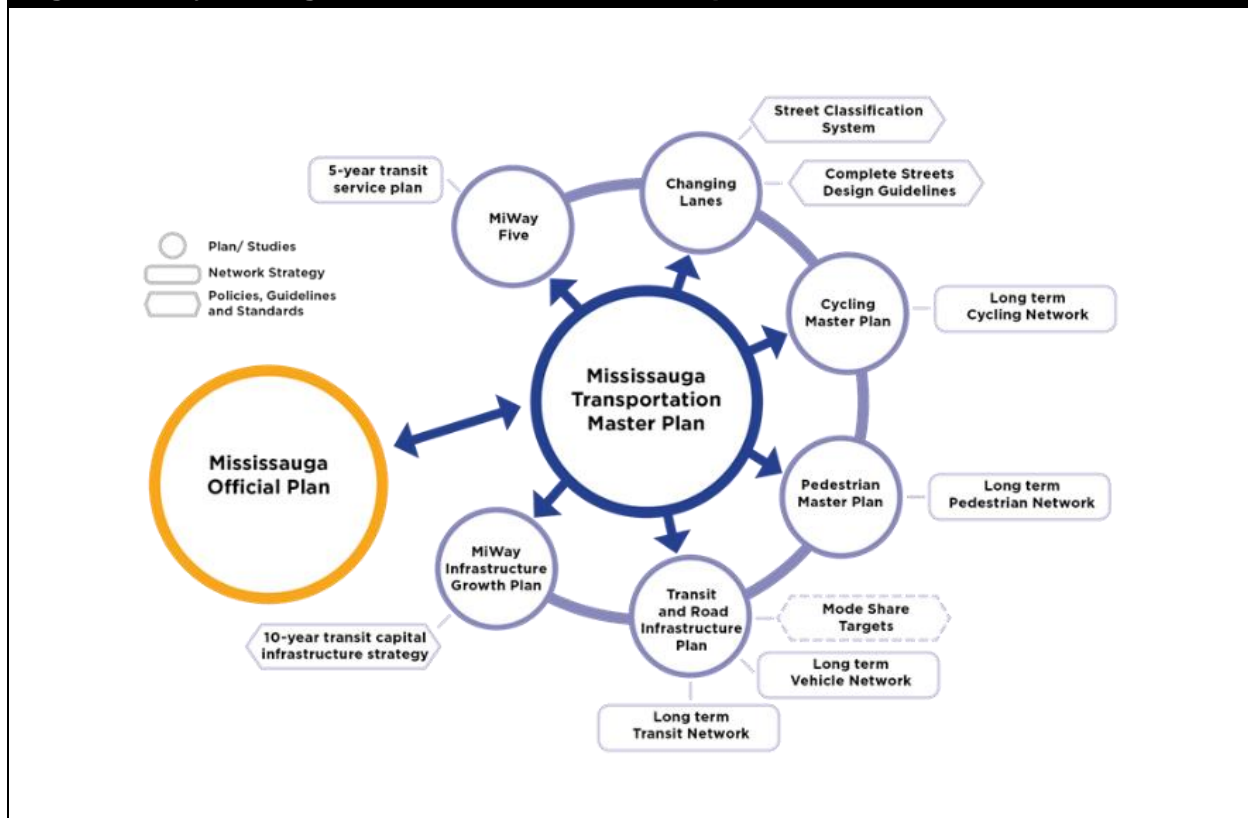 Street Classification
System
5-year transit
service plan
Changing
Lanes
Complete Streets
Design Guidelines
MiWay
Five
Plan/ Studies
Network Strategy
Policies, Guidelines
and Standards
Cycling
Master Plan
Long term
Cycling Network
Mississauga
Transportation
Master Plan
Mississauga
Official Plan
Pedestrian
Master Plan
Long term
Pedestrian Network
MiWay
Infrastructure
Growth Plan
Transit
and Road
Infrastructure
Plan
Mode Share
Targets
10-year transit capital
infrastructure strategy
Long term
Vehicle Network
Long term
Transit Network